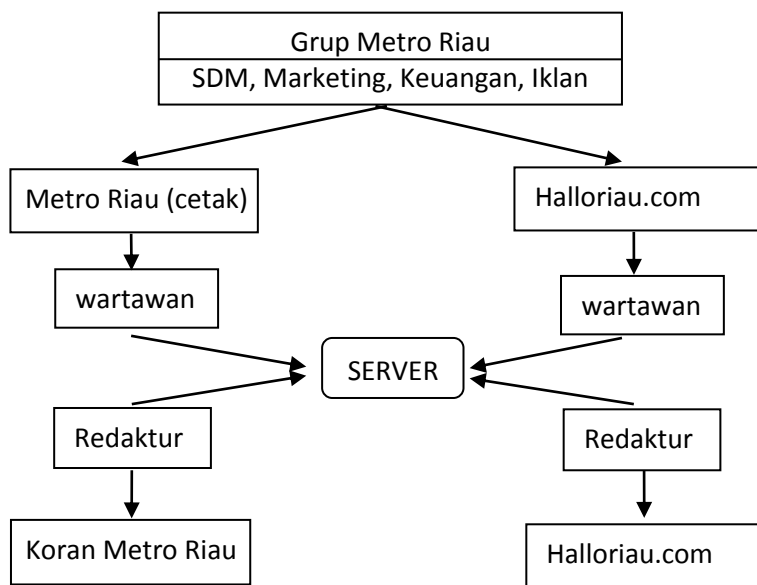 Grup Metro Riau
SDM, Marketing, Keuangan, Iklan
Metro Riau (cetak)
Halloriau.com
wartawan
wartawan
SERVER
Redaktur
Redaktur
Koran Metro Riau
Halloriau.com